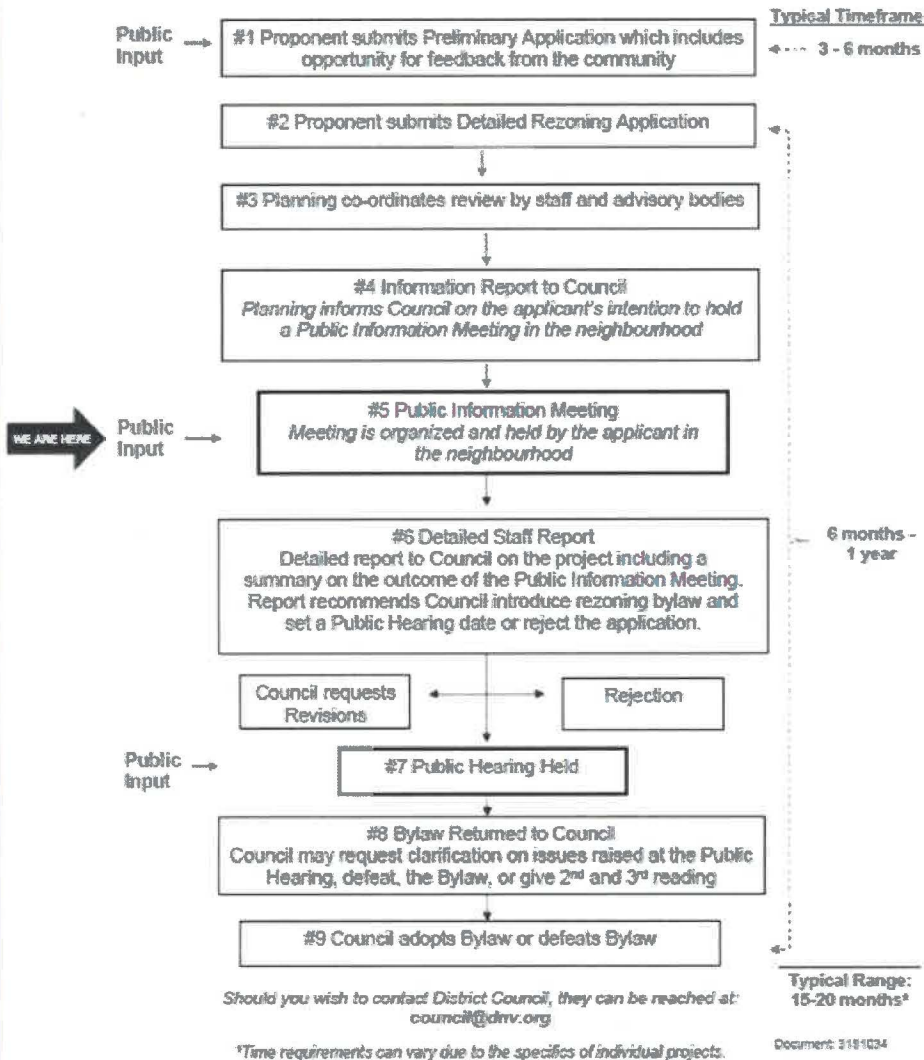 Typical Timeframe
Public
Input
#1 Proponent submits Preliminary Application which includes
opportunity for feedback from the community
3 - 6 months
#2 Proponent submits Detailed Rezoning Application
#3 Planning co-ordinates review by staff and advisory bodies
#4 Information Report to Council
Planning informs Council on the applicant's intention to hold
a Public Information Meeting in the neighbourhood
WE ARE HERE
Public
Input
#5 Public Information Meeting
Meeting is organized and held by the applicant in
the neighbourhood
#6 Detailed Staff Report
Detailed report to Council on the project including a
summary on the outcome of the Public Information Meeting.
Report recommends Council introduce rezoning bylaw and
set a Public Hearing date or reject the application.
6 months -
1 year
Council requests
Revisions
Rejection
Public
Input
#7 Public Hearing Held
#8 Bylaw Returned to Council
Council may request clarification on issues raised at the Public
Hearing, defeat, the Bylaw, or give 2nd and 3rd reading
#9 Council adopts Bylaw or defeats Bylaw
Typical Range:
15-20 months*
Should you wish to contact District Council, they can be reached at:
council@dnv.org
*Time requirements can vary due to the specifics of individual projects.
Document: 3191034